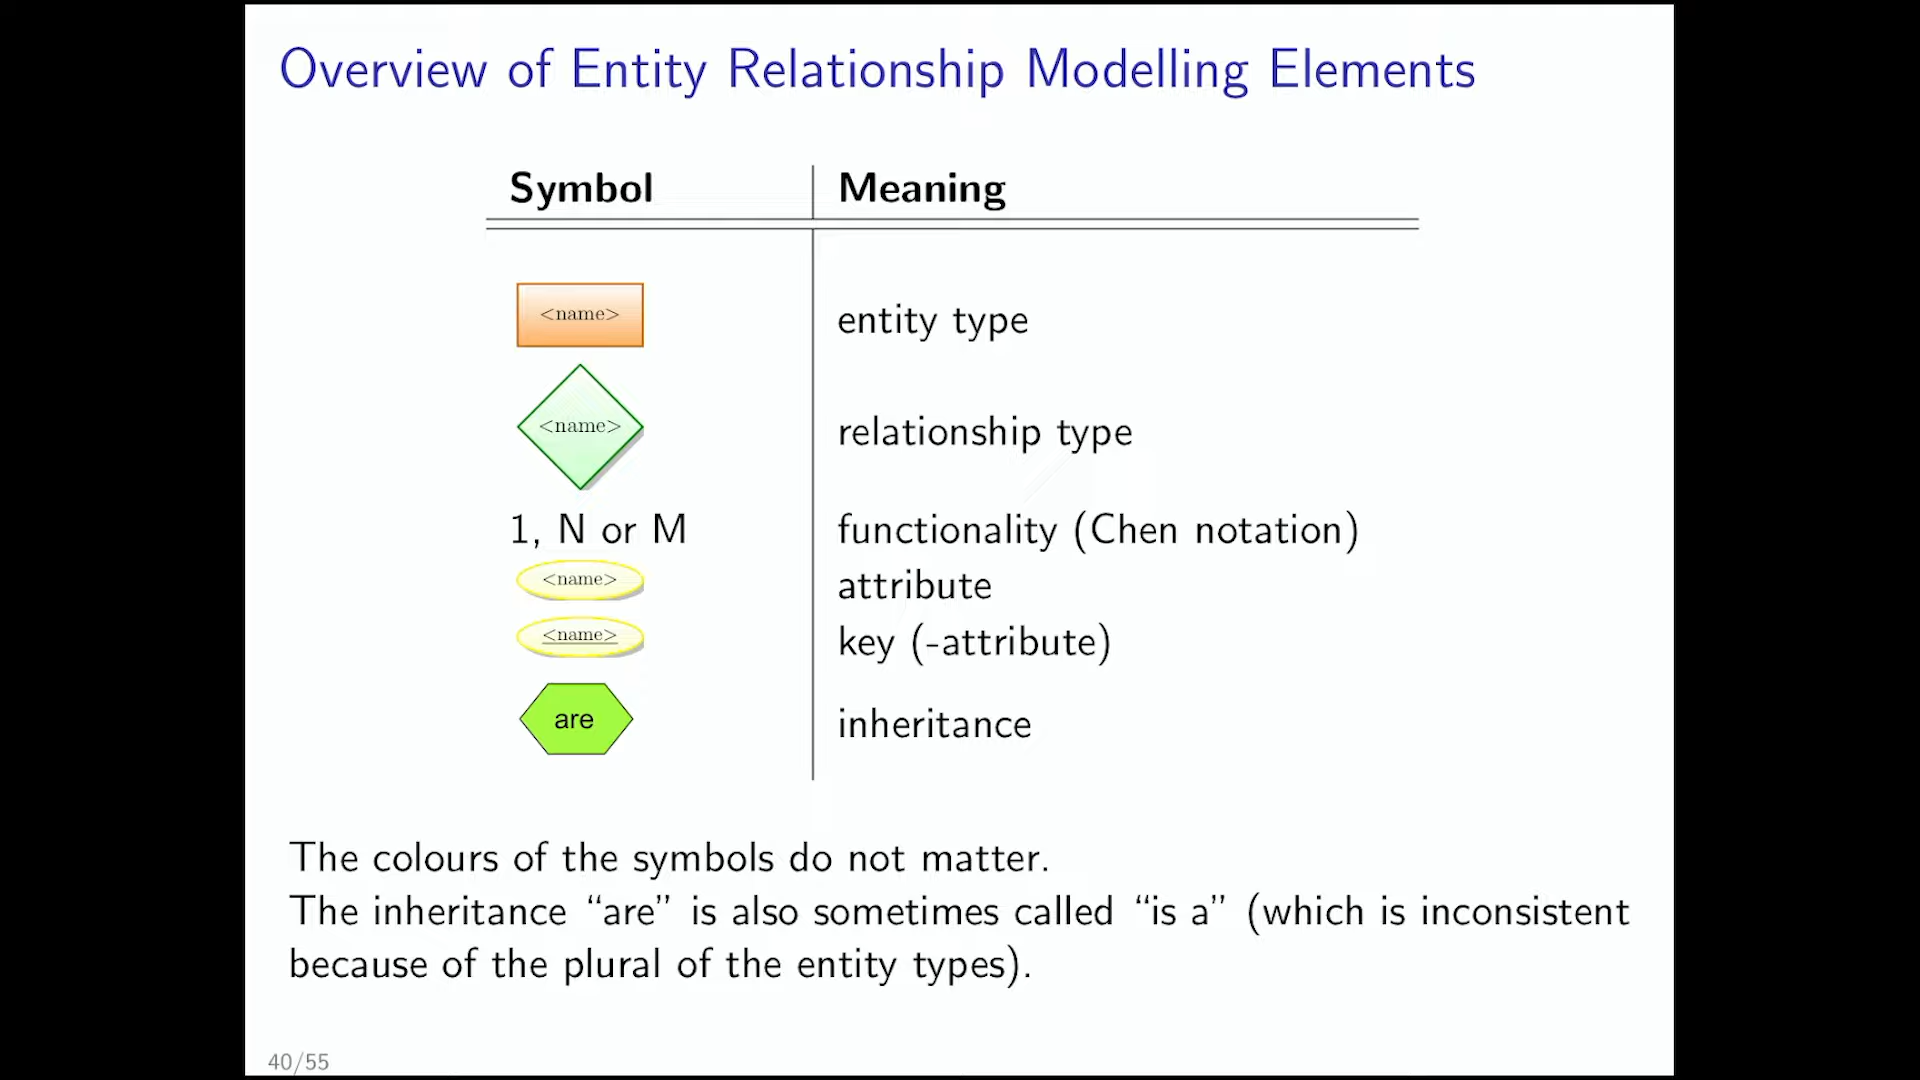 Overview of Entity Relationship Modelling Elements
Symbol Meaning
<name> entity type
<name> relationship type
1, N or M functionality (Chen notation)
<name> attribute
<name> key (-attribute)
are inheritance
The colours of the symbols do not matter.
The inheritance “are” is also sometimes called “is a” (which is inconsistent
because of the plural of the entity types).
40/55